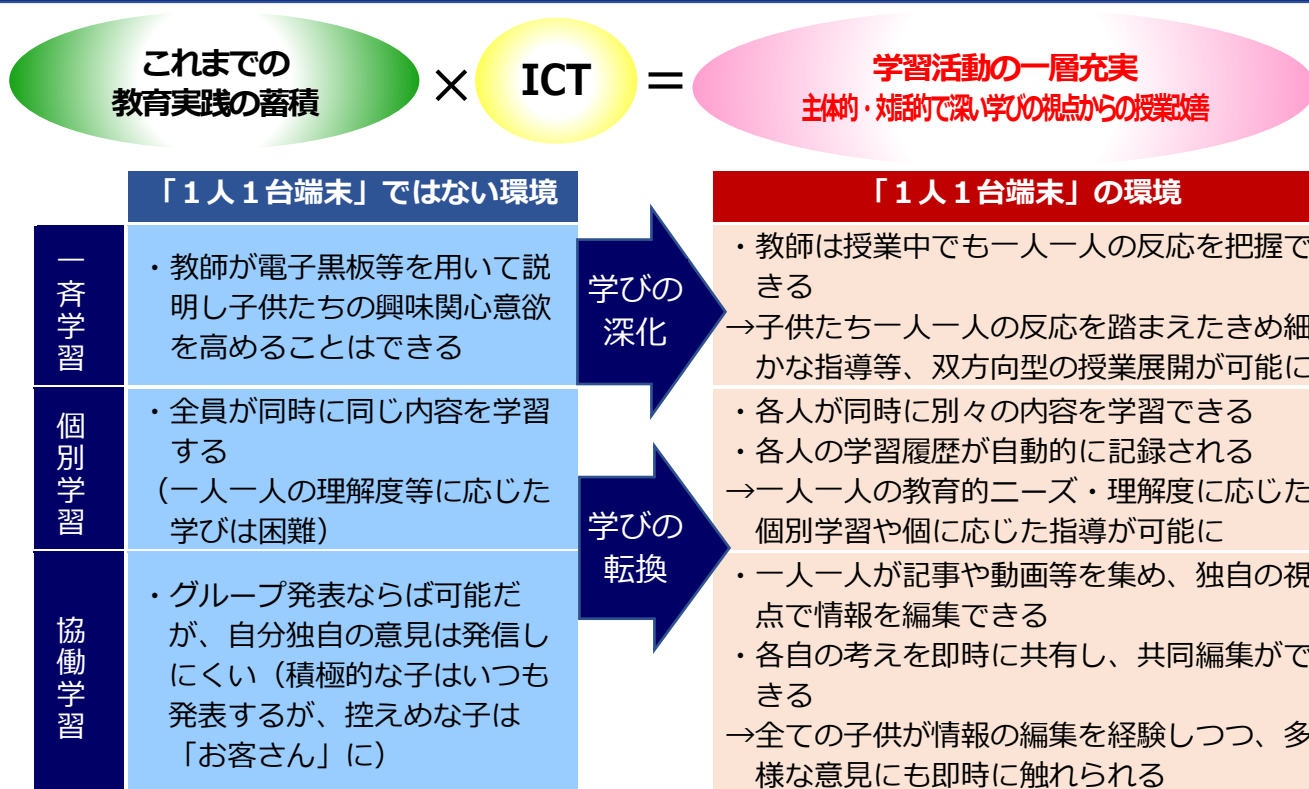 これまでの
教育実践の蓄積
×
ICT
＝
学習活動の一層充実
主体的・対話的で深い学びの視点からの授業改善
「１人１台端末」ではない環境
「１人１台端末」の環境
一斉学習
・教師が電子黒板等を用いて説
明し子供たちの興味関心意欲
を高めることはできる
学びの
深化
・教師は授業中でも一人一人の反応を把握で
きる
→子供たち一人一人の反応を踏まえたきめ細
かな指導等、双方向型の授業展開が可能に
個別学習
・全員が同時に同じ内容を学習
する
（一人一人の理解度等に応じた
学びは困難）
学びの
転換
・各人が同時に別々の内容を学習できる
・各人の学習履歴が自動的に記録される
→一人一人の教育的ニーズ・理解度に応じた
個別学習や個に応じた指導が可能に
協働学習
・グループ発表ならば可能だ
が、自分独自の意見は発信し
にくい（積極的な子はいつも
発表するが、控えめな子は
「お客さん」に）
・一人一人が記事や動画等を集め、独自の視
点で情報を編集できる
・各自の考えを即時に共有し、共同編集がで
きる
→全ての子供が情報の編集を経験しつつ、多
様な意見にも即時に触れられる